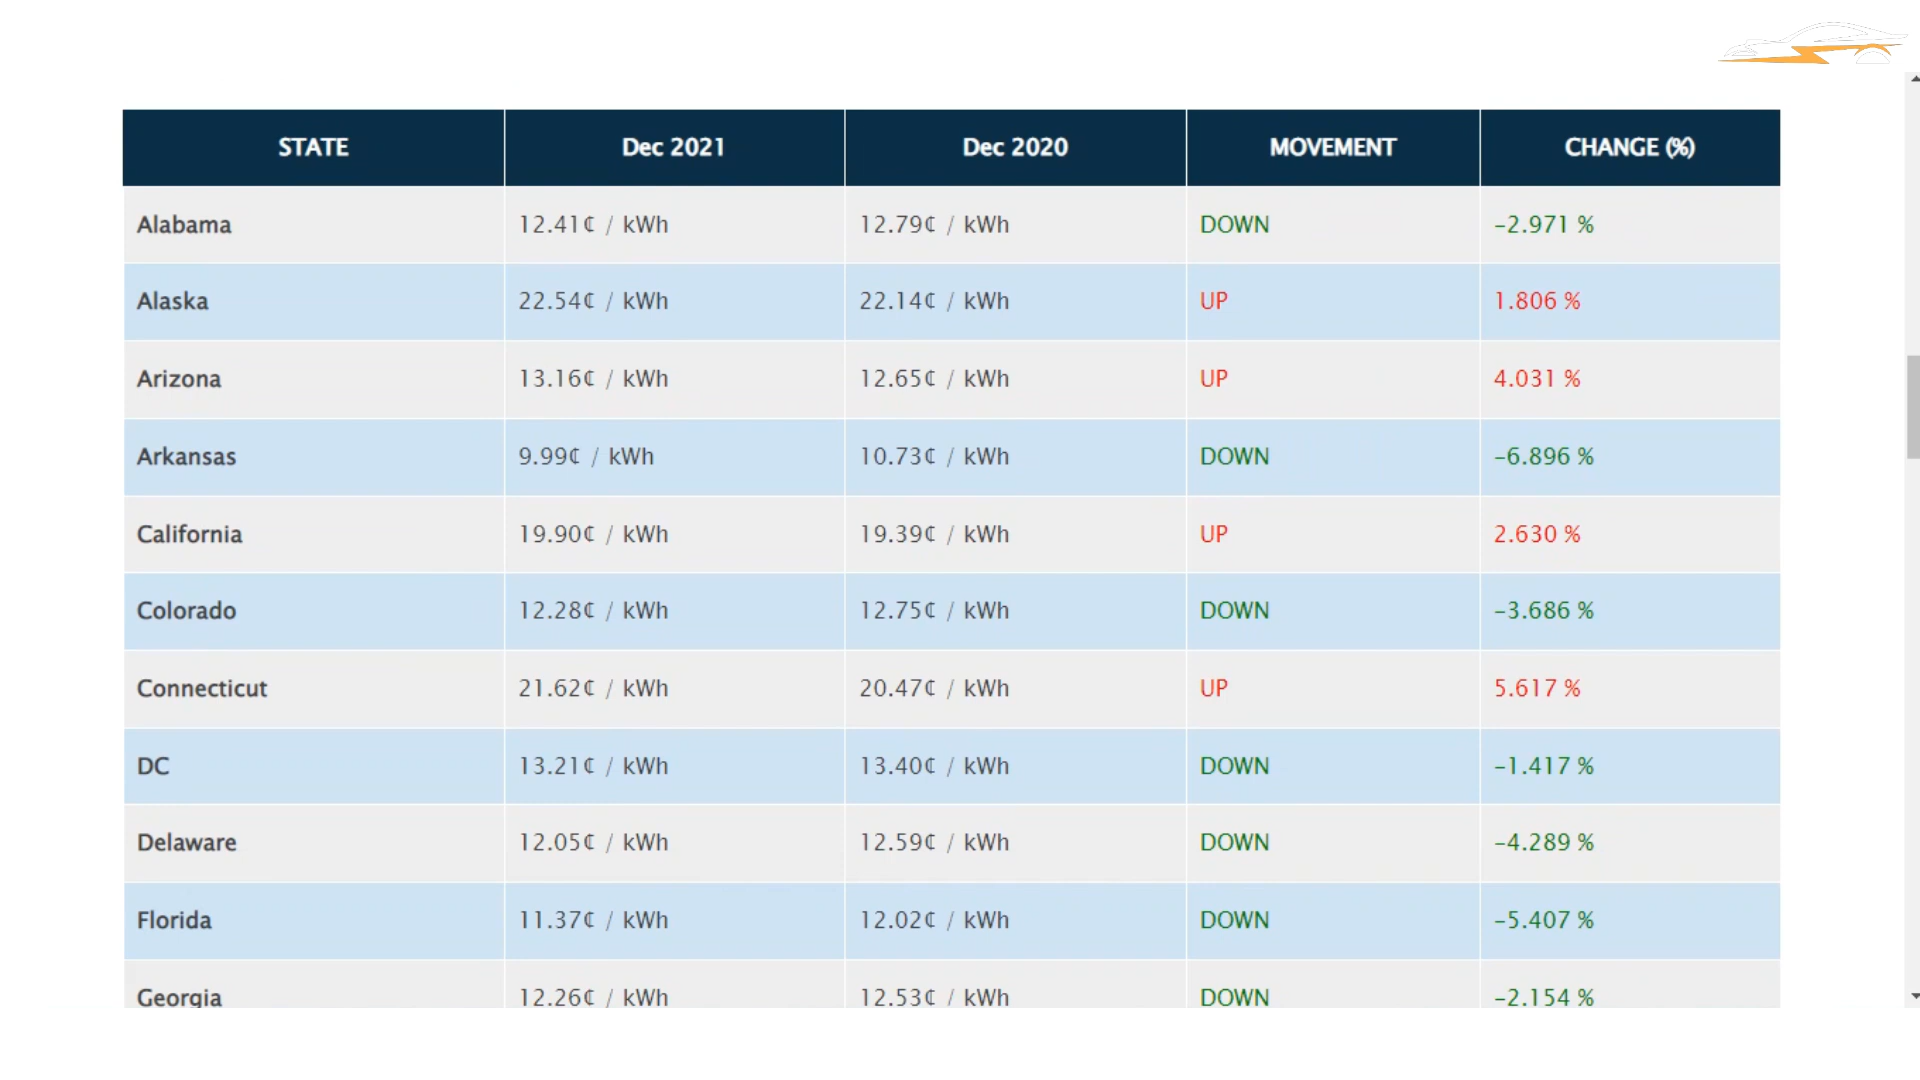 STATE Dec 2021 Dec 2020 MOVEMENT CHANGE (%)
Alabama 12.41¢ / kWh 12.79¢ / kWh DOWN -2.971 %
Alaska 22.54¢ / kWh 22.14¢ / kWh UP 1.806 %
Arizona 13.16¢ / kWh 12.65¢ / kWh UP 4.031 %
Arkansas 9.99¢ / kWh 10.73¢ / kWh DOWN -6.896 %
California 19.90¢ / kWh 19.39¢ / kWh UP 2.630 %
Colorado 12.28¢ / kWh 12.75¢ / kWh DOWN -3.686 %
Connecticut 21.62¢ / kWh 20.47¢ / kWh UP 5.617 %
DC 13.21¢ / kWh 13.40¢ / kWh DOWN -1.417 %
Delaware 12.05¢ / kWh 12.59¢ / kWh DOWN -4.289 %
Florida 11.37¢ / kWh 12.02¢ / kWh DOWN -5.407 %
Georgia 12.26¢ / kWh 12.53¢ / kWh DOWN -2.154 %